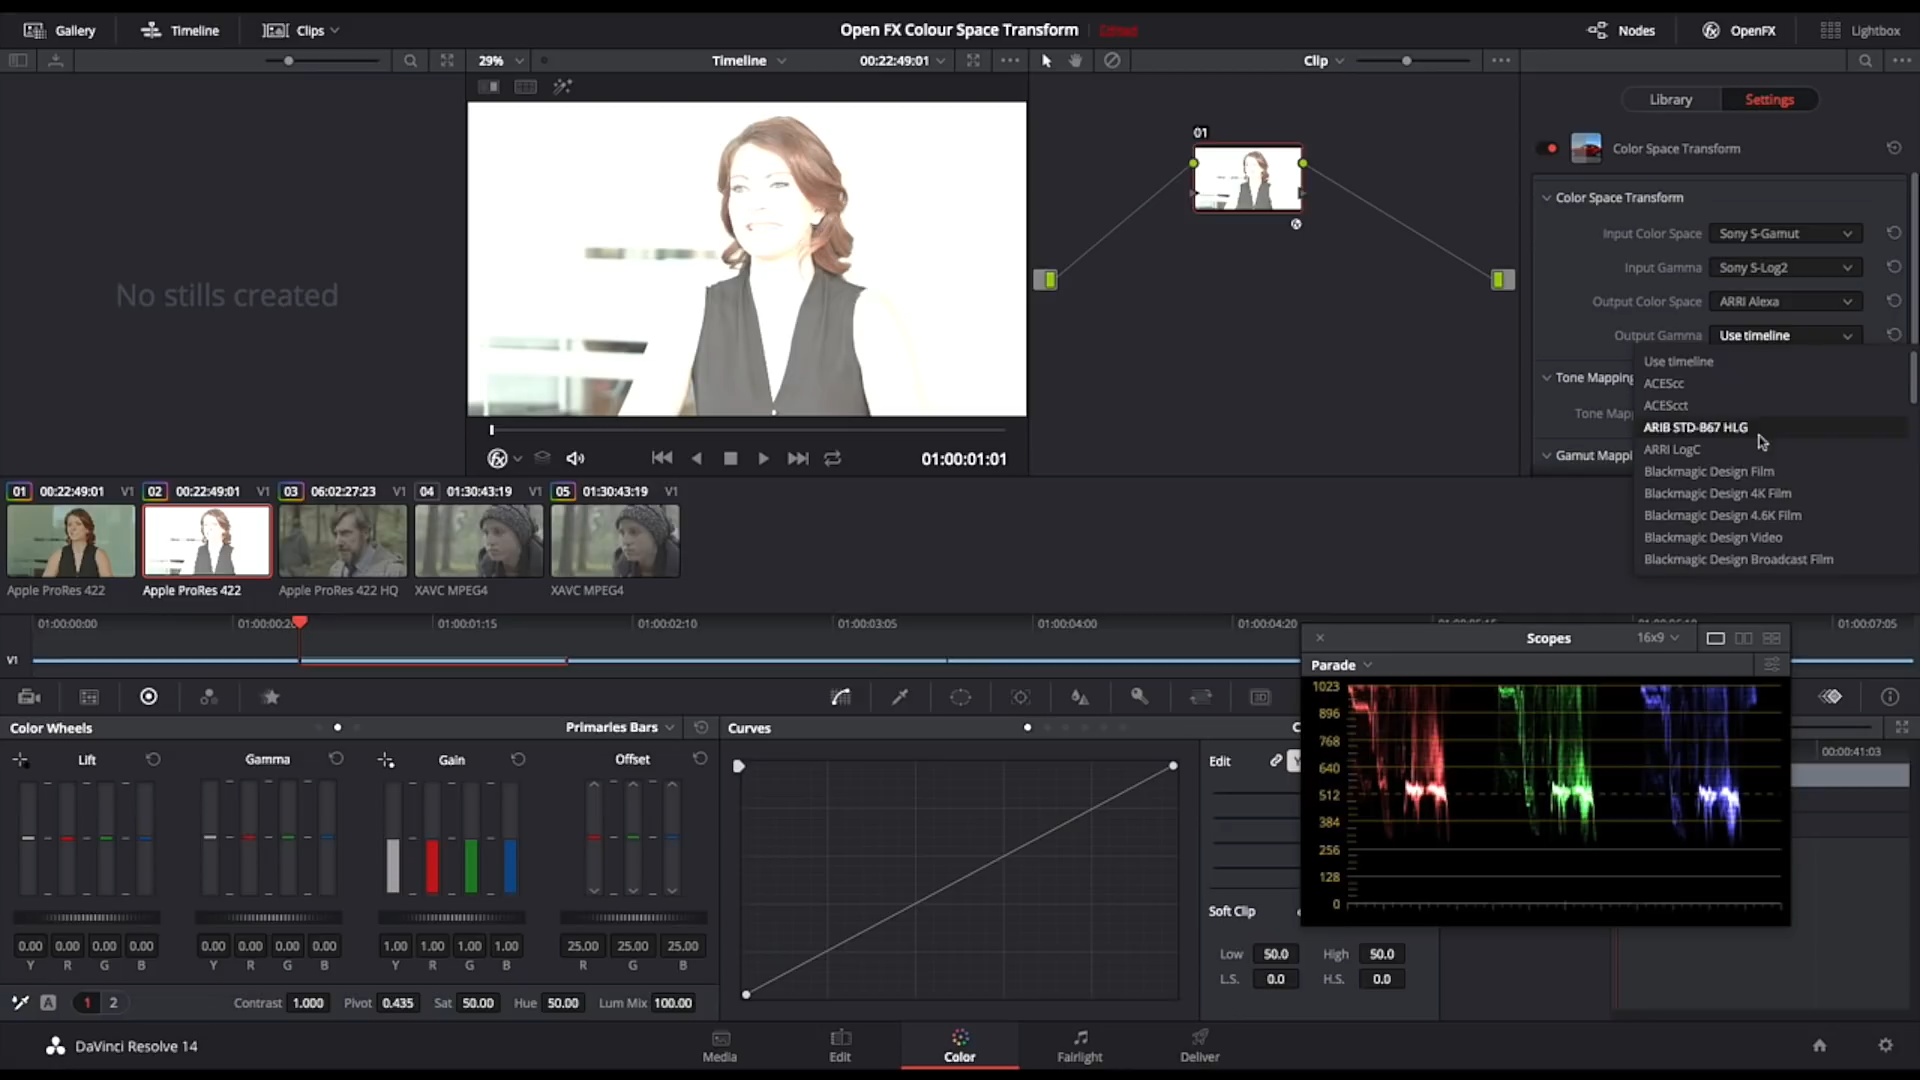 Gallery
Timeline
Clips
Open FX Colour Space Transform
Edited
Nodes
OpenFX
Lightbox
29%
Timeline
00:22:49:01
Clip
Library
Settings
Color Space Transform
No stills created
01
Color Space Transform
Input Color Space
Sony S-Gamut
Input Gamma
Sony S-Log2
Output Color Space
ARRI Alexa
Output Gamma
Use timeline
Tone Mapping
Tone Mapp
Gamut Mappi
Use timeline
ACEScc
ACEScct
ARIB STD-B67 HLG
ARRI LogC
Blackmagic Design Film
Blackmagic Design 4K Film
Blackmagic Design 4.6K Film
Blackmagic Design Video
Blackmagic Design Broadcast Film
01:00:01:01
01 00:22:49:01 V1
02 00:22:49:01 V1
03 06:02:27:23 V1
04 01:30:43:19 V1
05 01:30:43:19 V1
Apple ProRes 422
Apple ProRes 422
Apple ProRes 422 HQ
XAVC MPEG4
XAVC MPEG4
01:00:00:00
01:00:00:20
01:00:01:15
01:00:02:10
01:00:03:05
01:00:04:00
01:00:04:20
01:00:07:05
V1
Scopes
16x9
Parade
1023
896
768
640
512
384
256
128
0
3D
Color Wheels
Primaries Bars
Curves
Lift
Gamma
Gain
Offset
Edit
Y
00:00:41:03
0.00 0.00 0.00 0.00
0.00 0.00 0.00 0.00
1.00 1.00 1.00 1.00
25.00 25.00 25.00
Y R G B
Y R G B
Y R G B
R G B
Soft Clip
Low 50.0 High 50.0
L.S. 0.0 H.S. 0.0
A
1 2
Contrast 1.000
Pivot 0.435
Sat 50.00
Hue 50.00
Lum Mix 100.00
DaVinci Resolve 14
Media
Edit
Color
Fairlight
Deliver